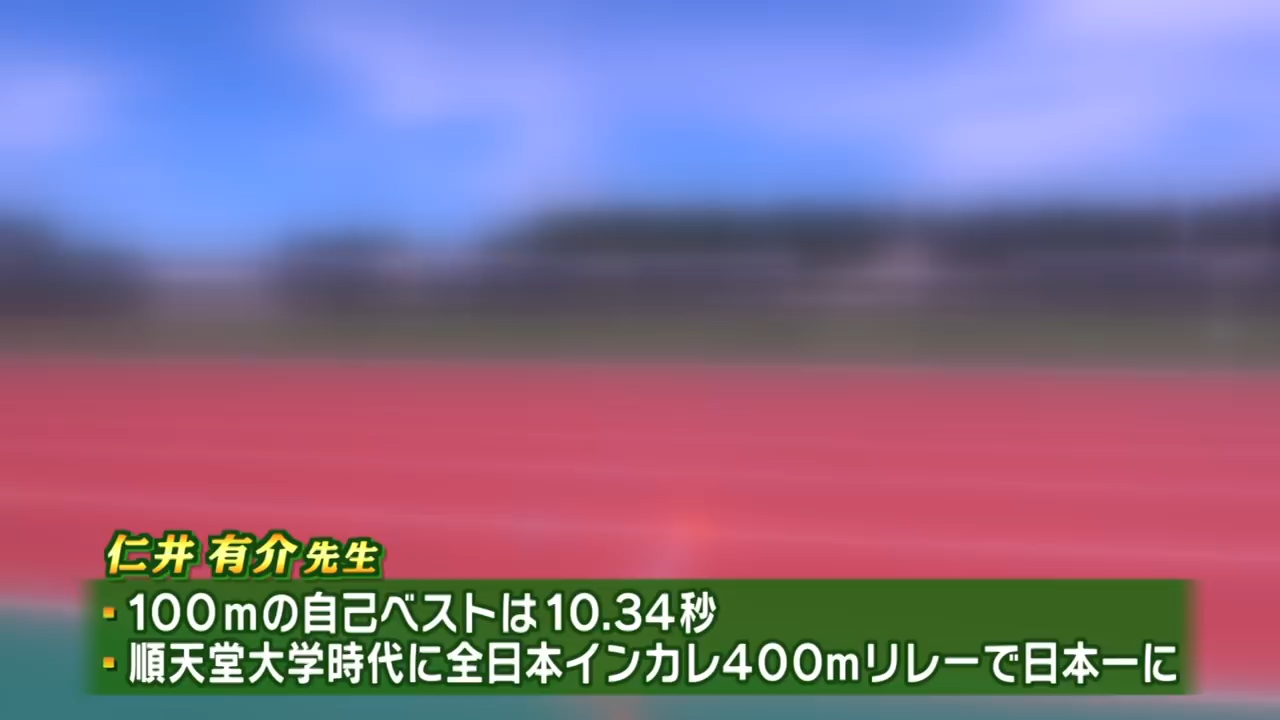 仁井 有介 先生
・100mの自己ベストは10.34秒
・順天堂大学時代に全日本インカレ400mリレーで日本一に